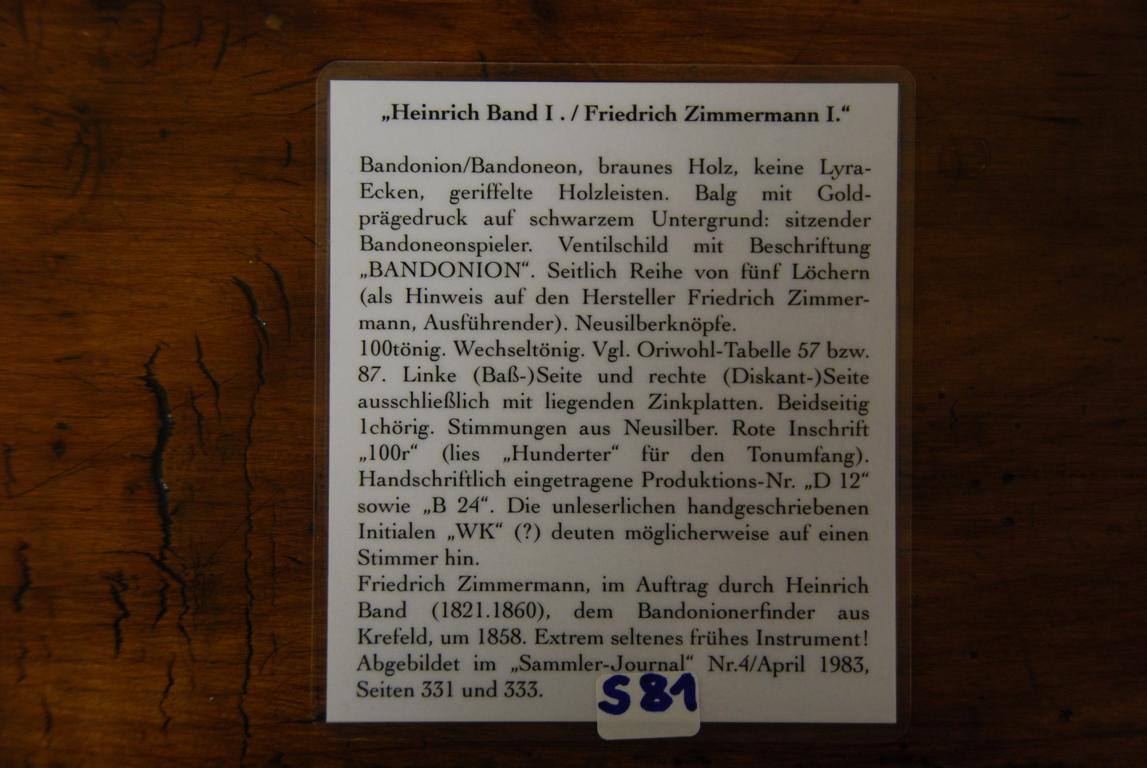 „Heinrich Band I . / Friedrich Zimmermann I.“
Bandonion/Bandoneon, braunes Holz, keine Lyra-
Ecken, geriffelte Holzleisten. Balg mit Gold-
prägedruck auf schwarzem Untergrund: sitzender
Bandoneonspieler. Ventilschild mit Beschriftung
„BANDONION“. Seitlich Reihe von fünf Löchern
(als Hinweis auf den Hersteller Friedrich Zimmer-
mann, Ausführender). Neusilberknöpfe.
100tönig. Wechseltönig. Vgl. Oriwohl-Tabelle 57 bzw.
87. Linke (Baß-)Seite und rechte (Diskant-)Seite
ausschließlich mit liegenden Zinkplatten. Beidseitig
1chörig. Stimmungen aus Neusilber. Rote Inschrift
„100r“ (lies „Hunderter“ für den Tonumfang).
Handschriftlich eingetragene Produktions-Nr. „D 12“
sowie „B 24“. Die unleserlichen handgeschriebenen
Initialen „WK“ (?) deuten möglicherweise auf einen
Stimmer hin.
Friedrich Zimmermann, im Auftrag durch Heinrich
Band (1821.1860), dem Bandonionerfinder aus
Krefeld, um 1858. Extrem seltenes frühes Instrument!
Abgebildet im „Sammler-Journal“ Nr.4/April 1983,
Seiten 331 und 333.
S 81